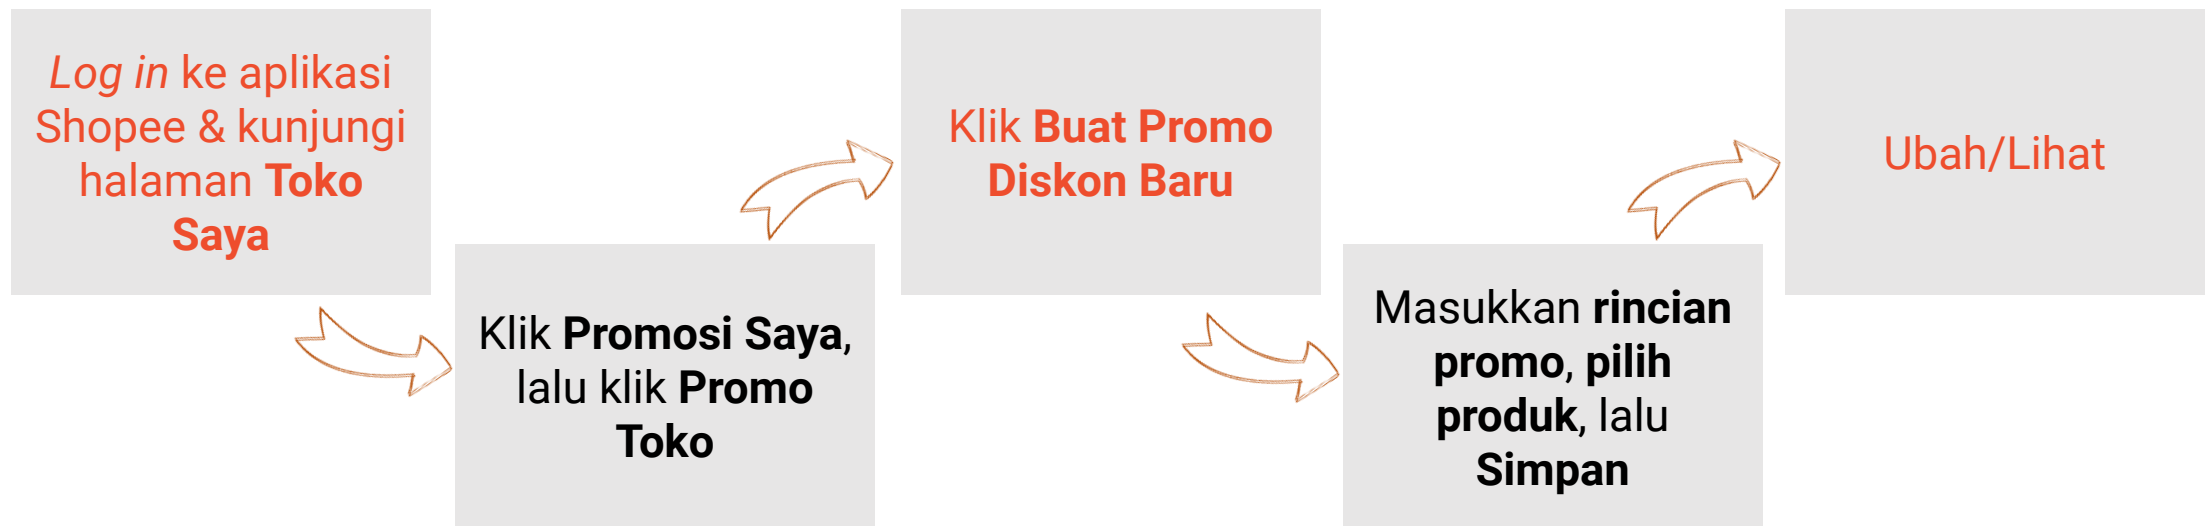 Log in ke aplikasi
Shopee & kunjungi
halaman Toko
Saya
Klik Promosi Saya,
lalu klik Promo
Toko
Klik Buat Promo
Diskon Baru
Masukkan rincian
promo, pilih
produk, lalu
Simpan
Ubah/Lihat